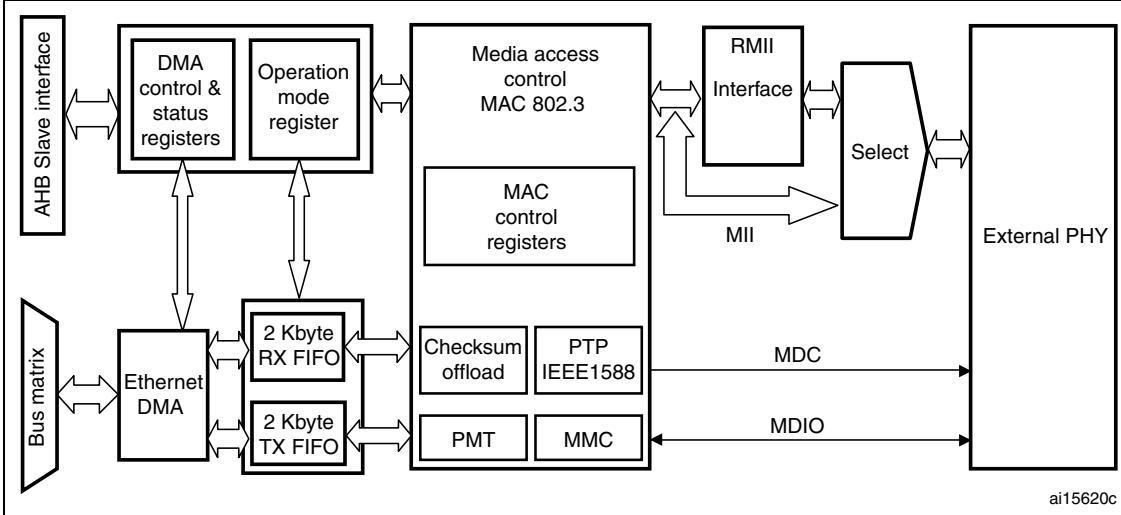 AHB Slave interface
DMA
control &
status
registers
Operation
mode
register
Media access
control
MAC 802.3
RMII
Interface
Select
External PHY
MAC
control
registers
MII
Bus matrix
Ethernet
DMA
2 Kbyte
RX FIFO
2 Kbyte
TX FIFO
Checksum
offload
PTP
IEEE1588
PMT
MMC
MDC
MDIO
ai15620c